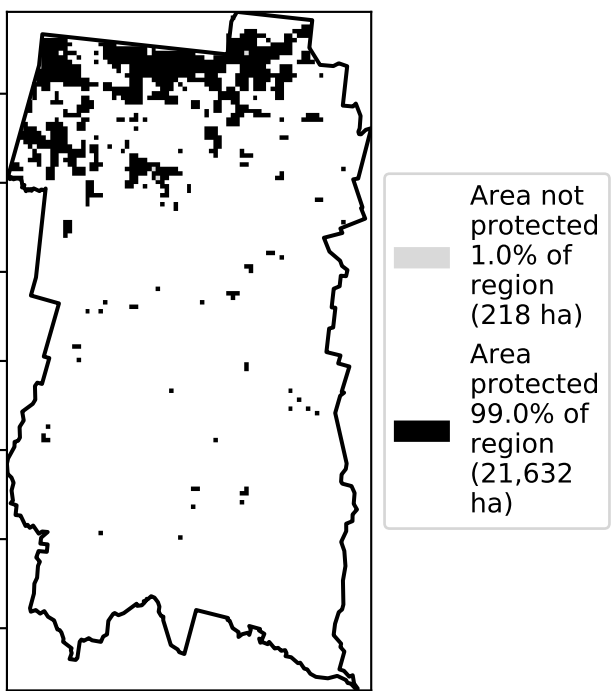 Area not
protected
1.0% of
region
(218 ha)
Area
protected
99.0% of
region
(21,632
ha)